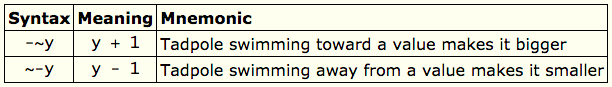 Syntax Meaning Mnemonic
-~y y + 1 Tadpole swimming toward a value makes it bigger
~-y y - 1 Tadpole swimming away from a value makes it smaller